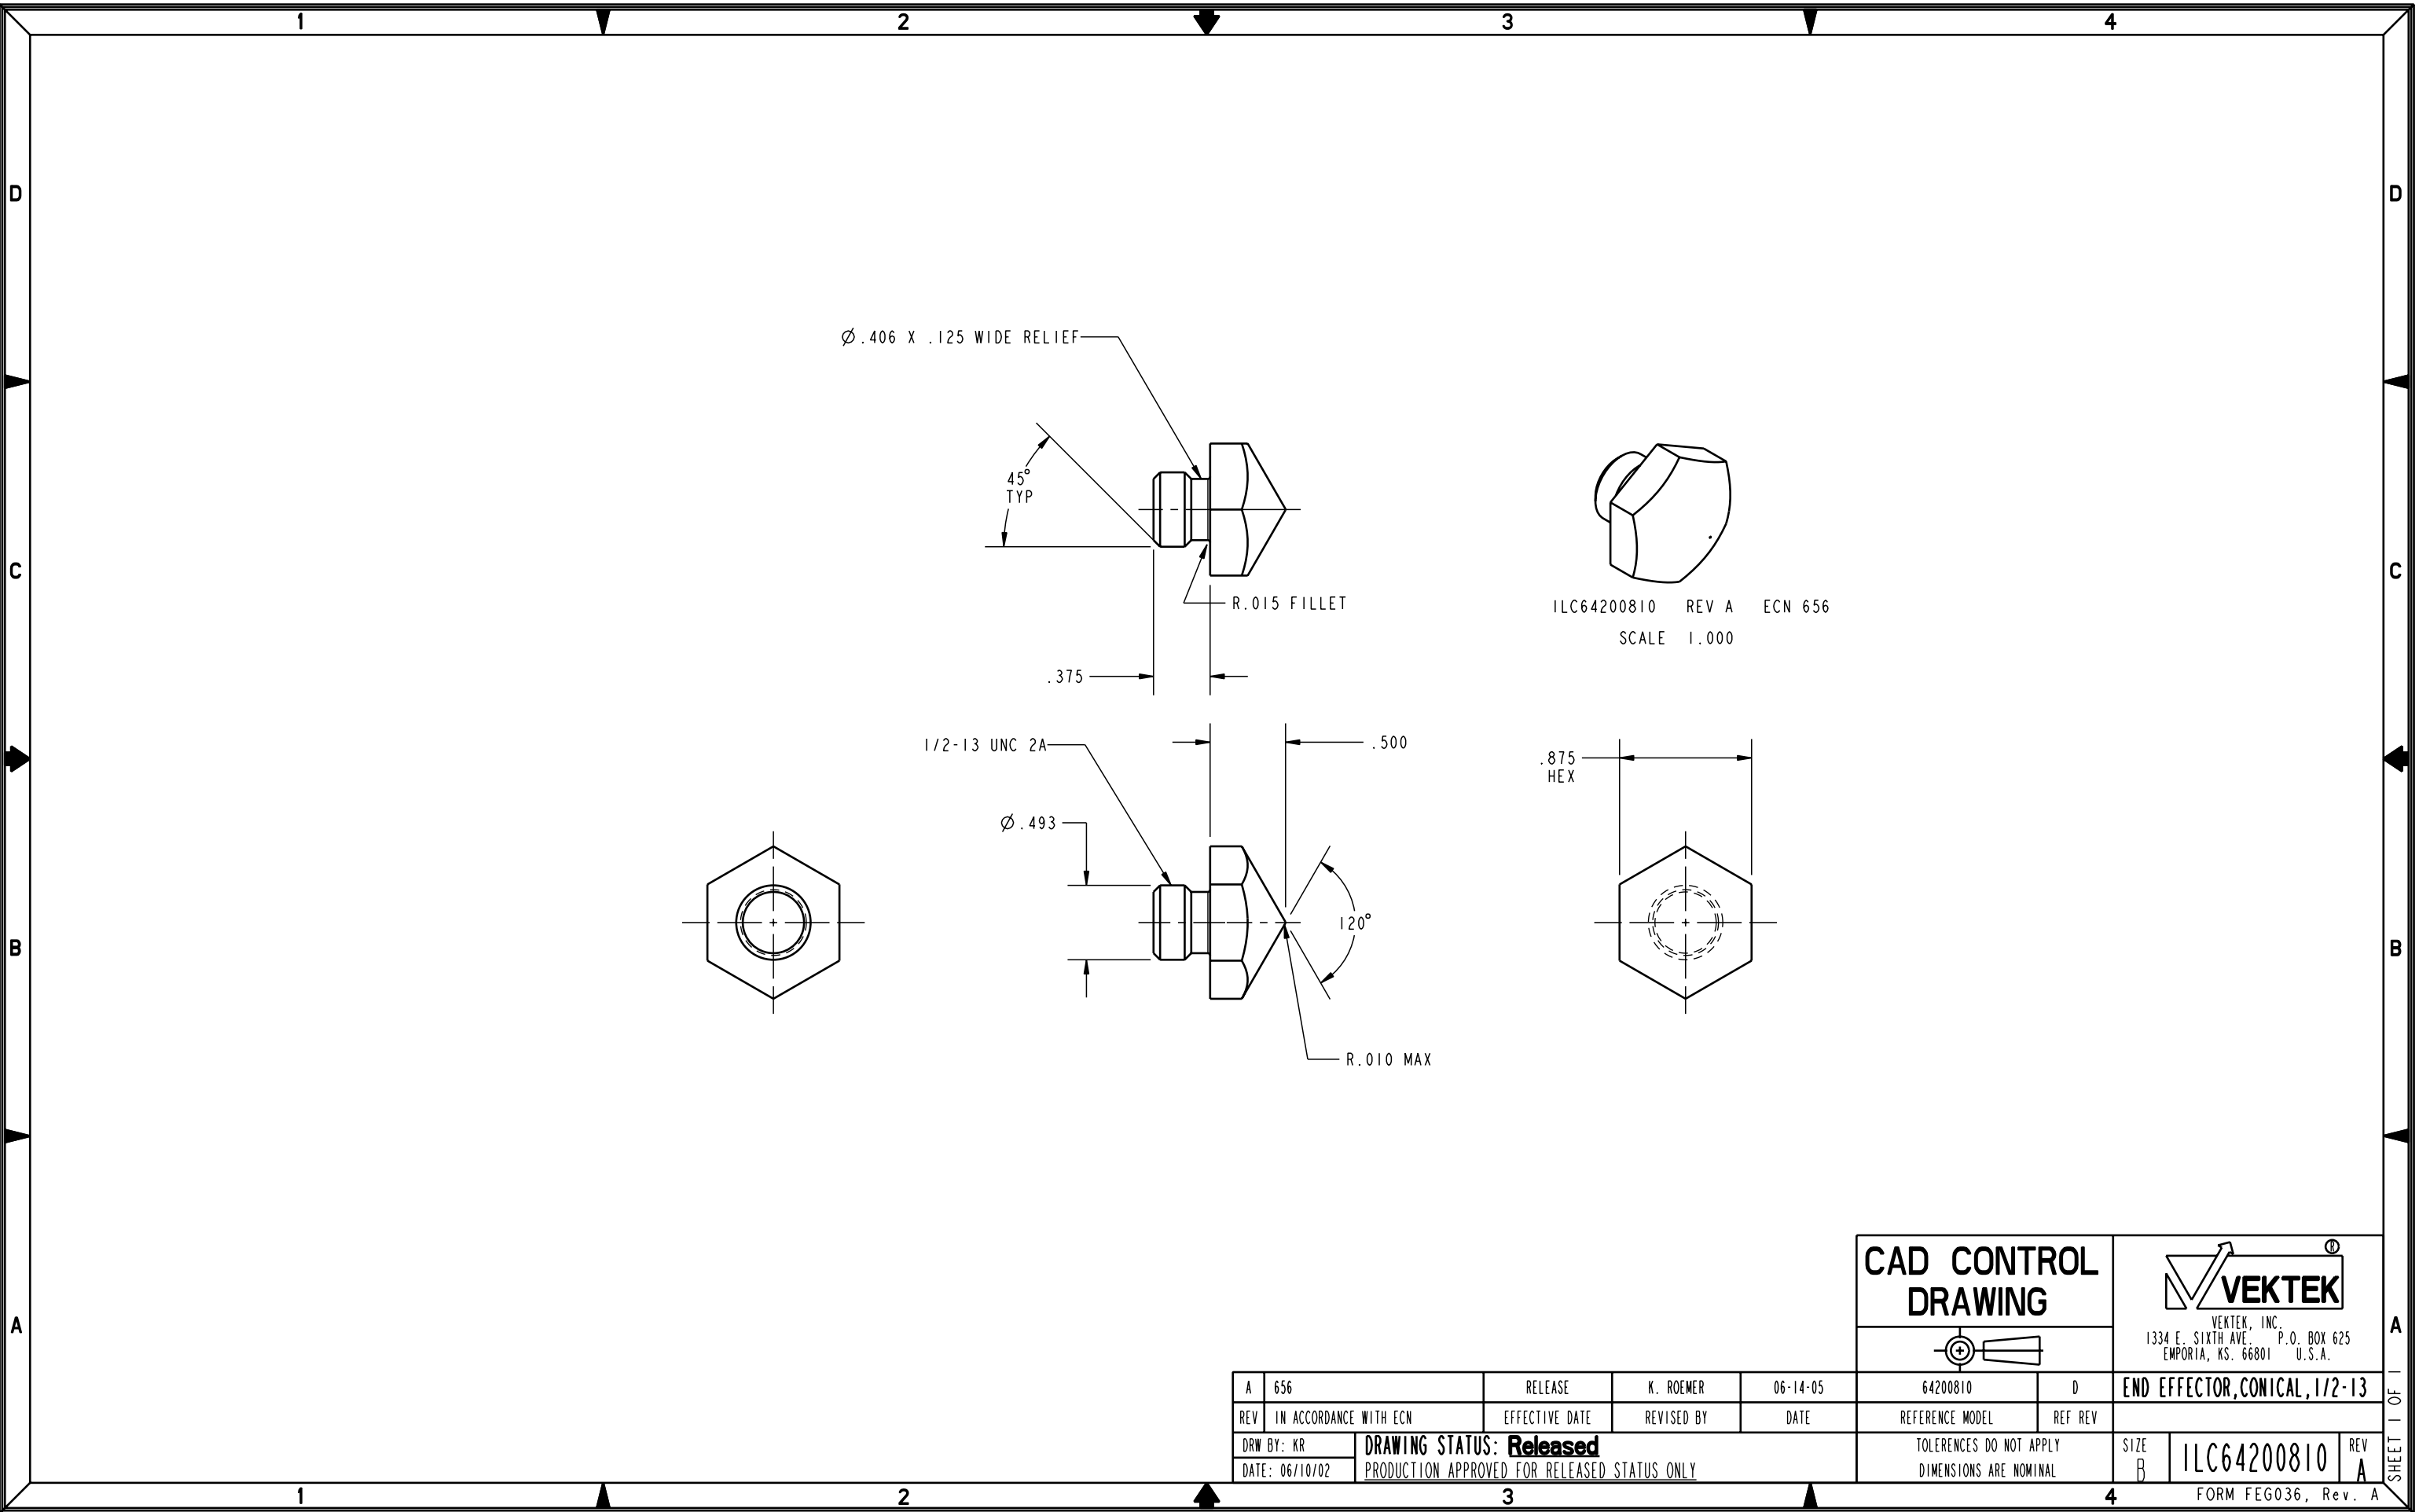 1 2 3 4
D D
Ø.406 X .125 WIDE RELIEF
45°
TYP
C C
R.015 FILLET
ILC64200810 REV A ECN 656
SCALE 1.000
.375
1/2-13 UNC 2A
.500
.875
HEX
Ø.493
120°
B B
R.010 MAX
CAD CONTROL
DRAWING
®
VEKTEK
VEKTEK, INC.
1334 E. SIXTH AVE. P.O. BOX 625
EMPORIA, KS. 66801 U.S.A.
A A
A 656 RELEASE K. ROEMER 06-14-05 64200810 D END EFFECTOR,CONICAL,1/2-13
REV IN ACCORDANCE WITH ECN EFFECTIVE DATE REVISED BY DATE REFERENCE MODEL REF REV
DRW BY: KR
DATE: 06/10/02
DRAWING STATUS: Released
PRODUCTION APPROVED FOR RELEASED STATUS ONLY
TOLERENCES DO NOT APPLY
DIMENSIONS ARE NOMINAL
SIZE
B
ILC64200810
REV
A
SHEET 1 OF 1
FORM FEG036, Rev. A
1 2 3 4